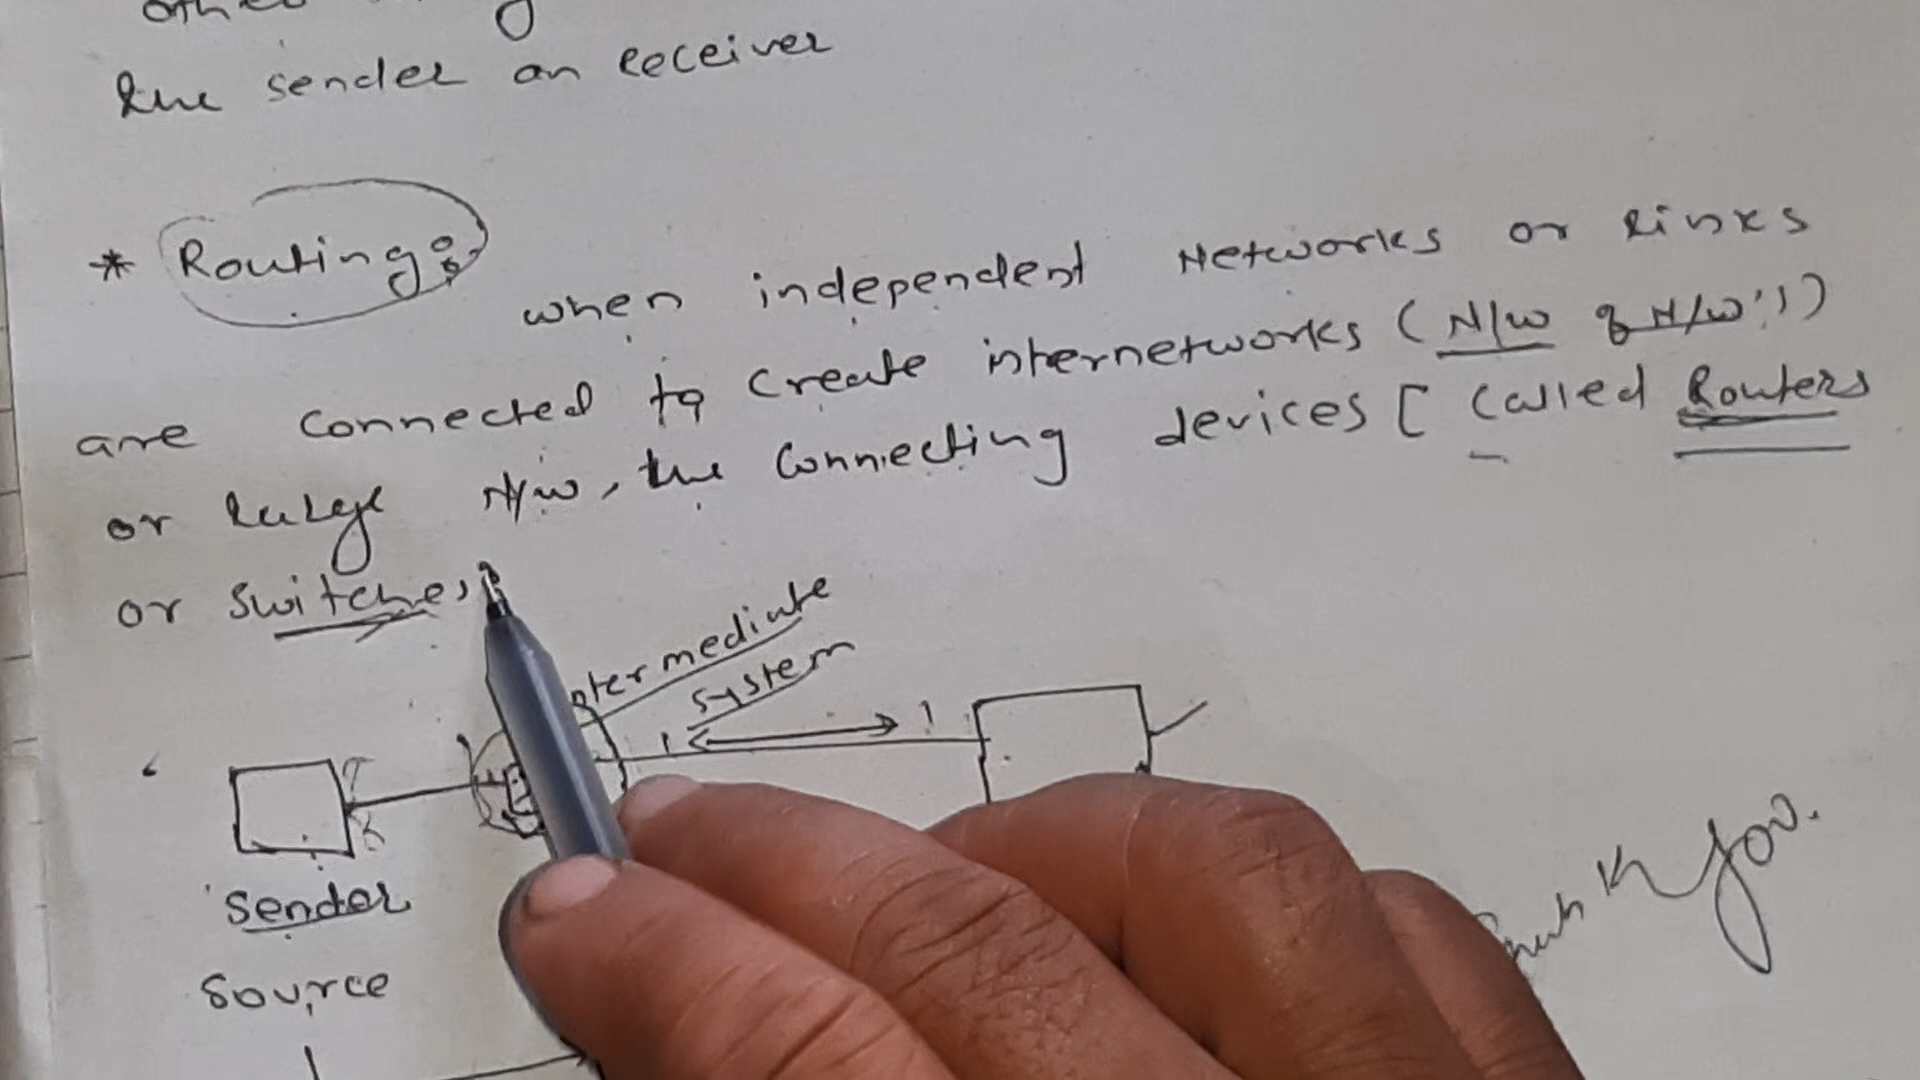 the sender an receiver
* Routing:
when independent Networks or Links
are connected to create internetworks (N/w of N/w's)
or large N/w, the connecting devices [ called Routers
or switches
intermediate
system
T
R
sender
source